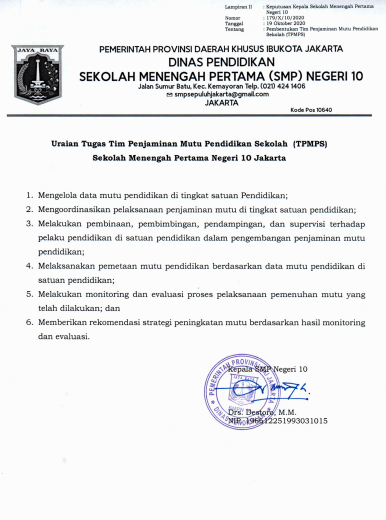 Lampiran II : Keputusan Kepala Sekolah Menengah Pertama
Negeri 10
Nomor : 179/X/10/2020
Tanggal : 19 Oktober 2020
Tentang : Pembentukan Tim Penjaminan Mutu Pendidikan
Sekolah (TPMPS)
JAYA RAYA
PEMERINTAH PROVINSI DAERAH KHUSUS IBUKOTA JAKARTA
DINAS PENDIDIKAN
SEKOLAH MENENGAH PERTAMA (SMP) NEGERI 10
Jalan Sumur Batu, Kec. Kemayoran Telp. (021) 424 1406
✉ smpsepuluhjakarta@gmail.com
JAKARTA
Kode Pos 10640
Uraian Tugas Tim Penjaminan Mutu Pendidikan Sekolah (TPMPS)
Sekolah Menengah Pertama Negeri 10 Jakarta
1. Mengelola data mutu pendidikan di tingkat satuan Pendidikan;
2. Mengoordinasikan pelaksanaan penjaminan mutu di tingkat satuan pendidikan;
3. Melakukan pembinaan, pembimbingan, pendampingan, dan supervisi terhadap
pelaku pendidikan di satuan pendidikan dalam pengembangan penjaminan mutu
pendidikan;
4. Melaksanakan pemetaan mutu pendidikan berdasarkan data mutu pendidikan di
satuan pendidikan;
5. Melakukan monitoring dan evaluasi proses pelaksanaan pemenuhan mutu yang
telah dilakukan; dan
6. Memberikan rekomendasi strategi peningkatan mutu berdasarkan hasil monitoring
dan evaluasi.
Kepala SMP Negeri 10
PEMERINTAH PROVINSI
JAKARTA
Drs. Destoro, M.M.
NIP. 196612251993031015